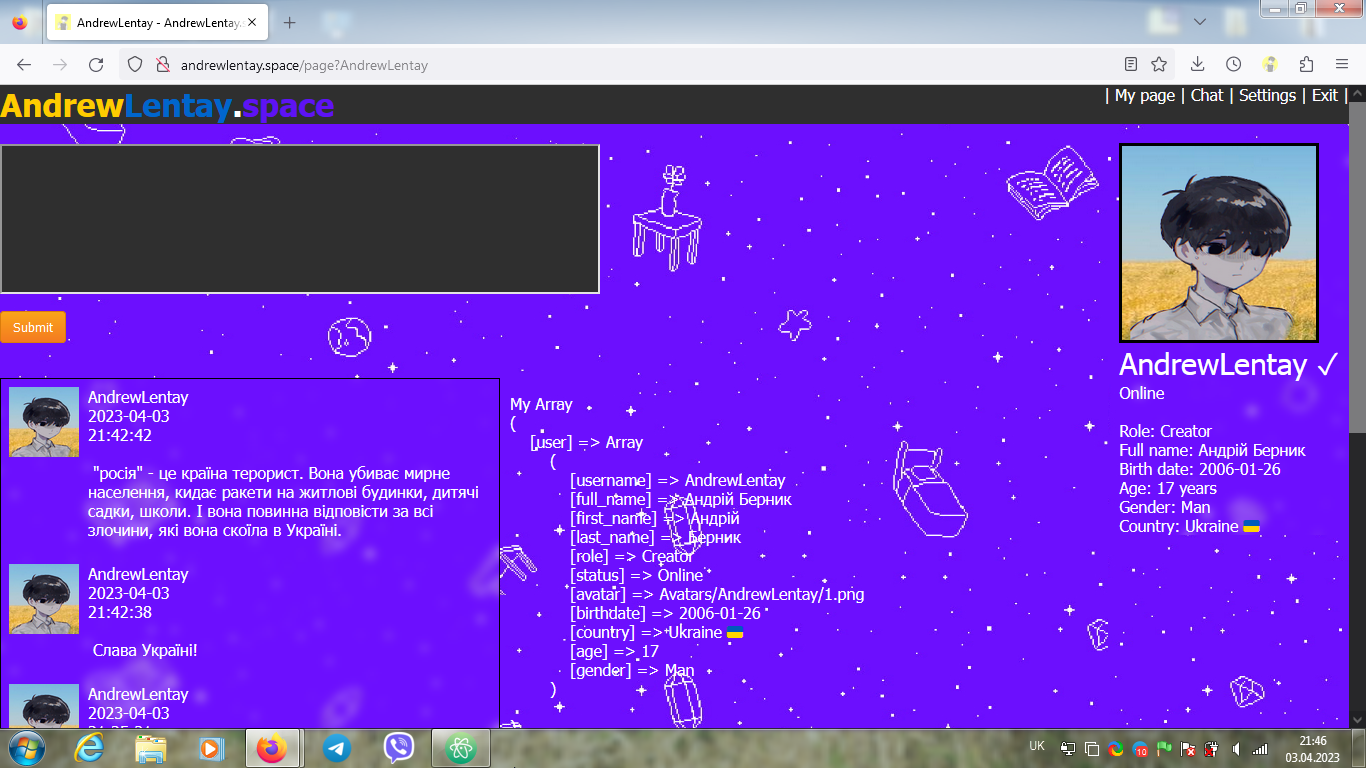 AndrewLentay - AndrewLentay.
andrewlentay.space/page?AndrewLentay
AndrewLentay.space
| My page | Chat | Settings | Exit |
Submit
AndrewLentay
2023-04-03
21:42:42
"росія" - це країна терорист. Вона убиває мирне
населення, кидає ракети на житлові будинки, дитячі
садки, школи. І вона повинна відповісти за всі
злочини, які вона скоїла в Україні.
AndrewLentay
2023-04-03
21:42:38
Слава Україні!
AndrewLentay
2023-04-03
My Array
(
[user] => Array
(
[username] => AndrewLentay
[full_name] => Андрій Берник
[first_name] => Андрій
[last_name] => Берник
[role] => Creator
[status] => Online
[avatar] => Avatars/AndrewLentay/1.png
[birthdate] => 2006-01-26
[country] => Ukraine
[age] => 17
[gender] => Man
)
AndrewLentay ✓
Online
Role: Creator
Full name: Андрій Берник
Birth date: 2006-01-26
Age: 17 years
Gender: Man
Country: Ukraine
UK
10
21:46
03.04.2023